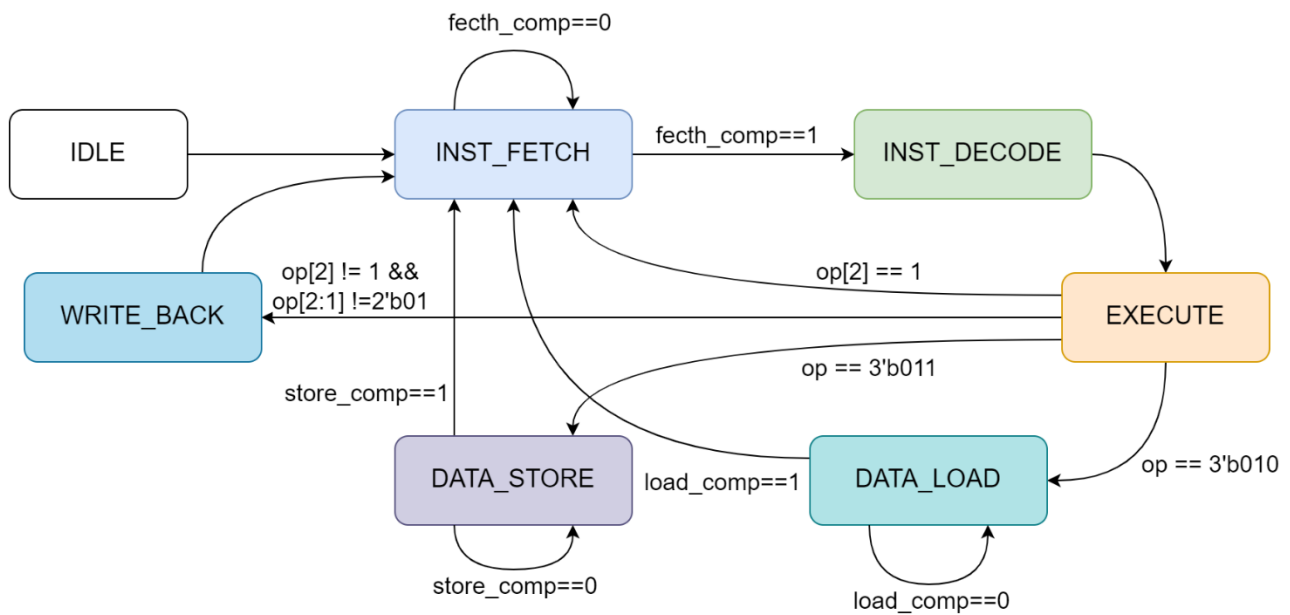 fecth_comp==0
IDLE
INST_FETCH
fecth_comp==1
INST_DECODE
op[2] != 1 &&
op[2:1] !=2'b01
op[2] == 1
WRITE_BACK
EXECUTE
store_comp==1
op == 3'b011
DATA_STORE
load_comp==1
DATA_LOAD
op == 3'b010
store_comp==0
load_comp==0